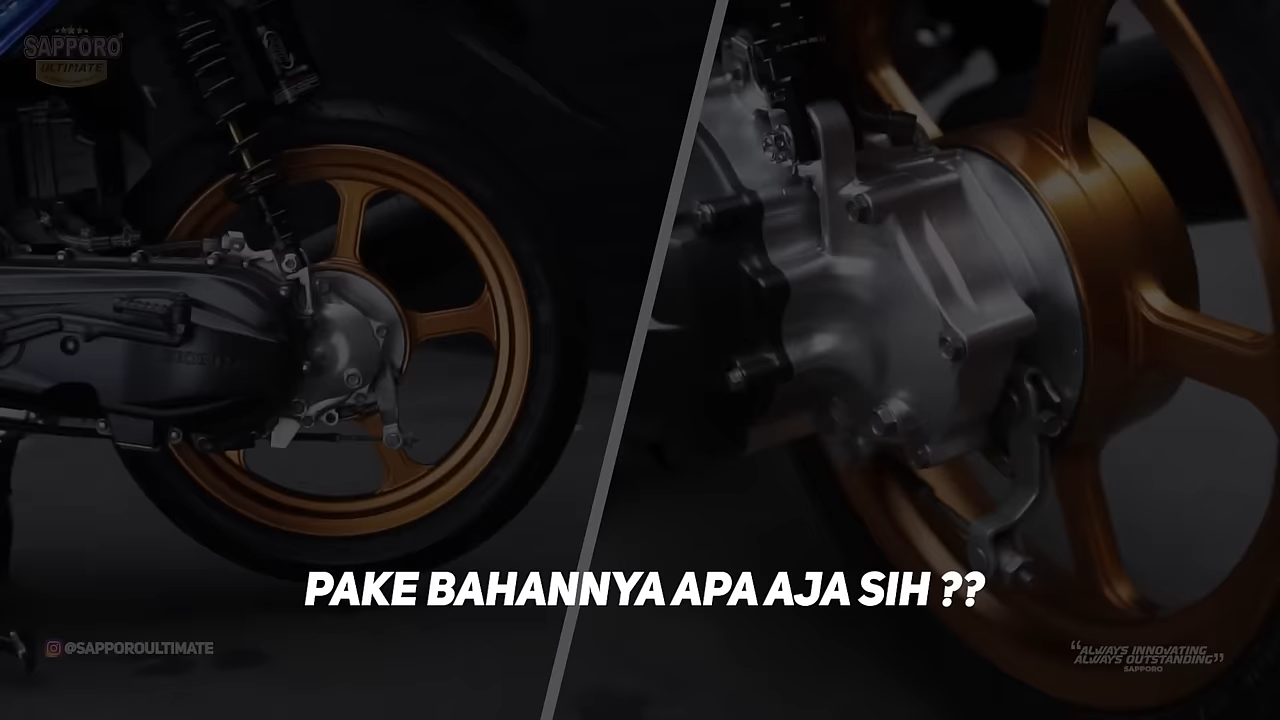 SAPPORO
ULTIMATE
PAKE BAHANNYA APA AJA SIH ??
@SAPPOROULTIMATE
“ALWAYS INNOVATING
ALWAYS OUTSTANDING”
SAPPORO